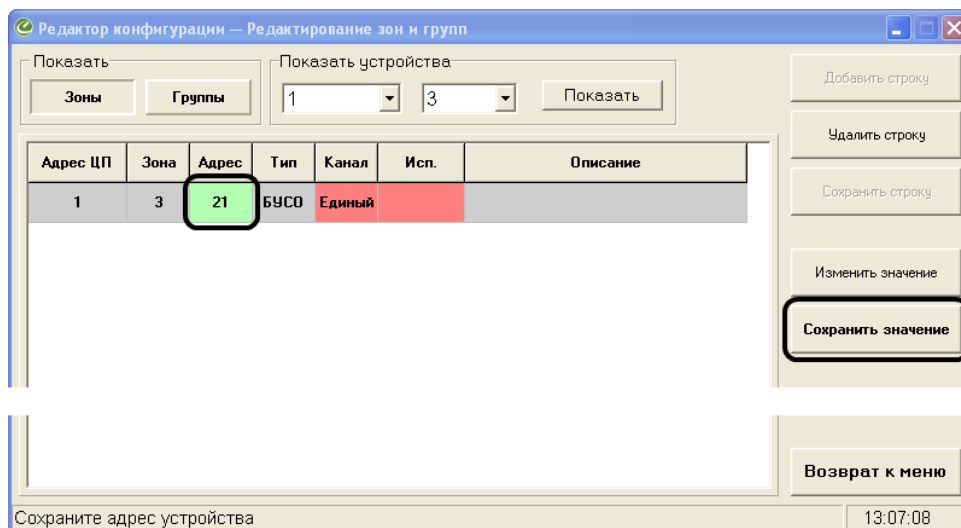 Редактор конфигурации — Редактирование зон и групп
Показать
Показать устройства
Зоны
Группы
1
3
Показать
Добавить строку
Удалить строку
Сохранить строку
Изменить значение
Сохранить значение
Возврат к меню
Адрес ЦП Зона Адрес Тип Канал Исп. Описание
1 3 21 БУСО Единый
Сохраните адрес устройства
13:07:08